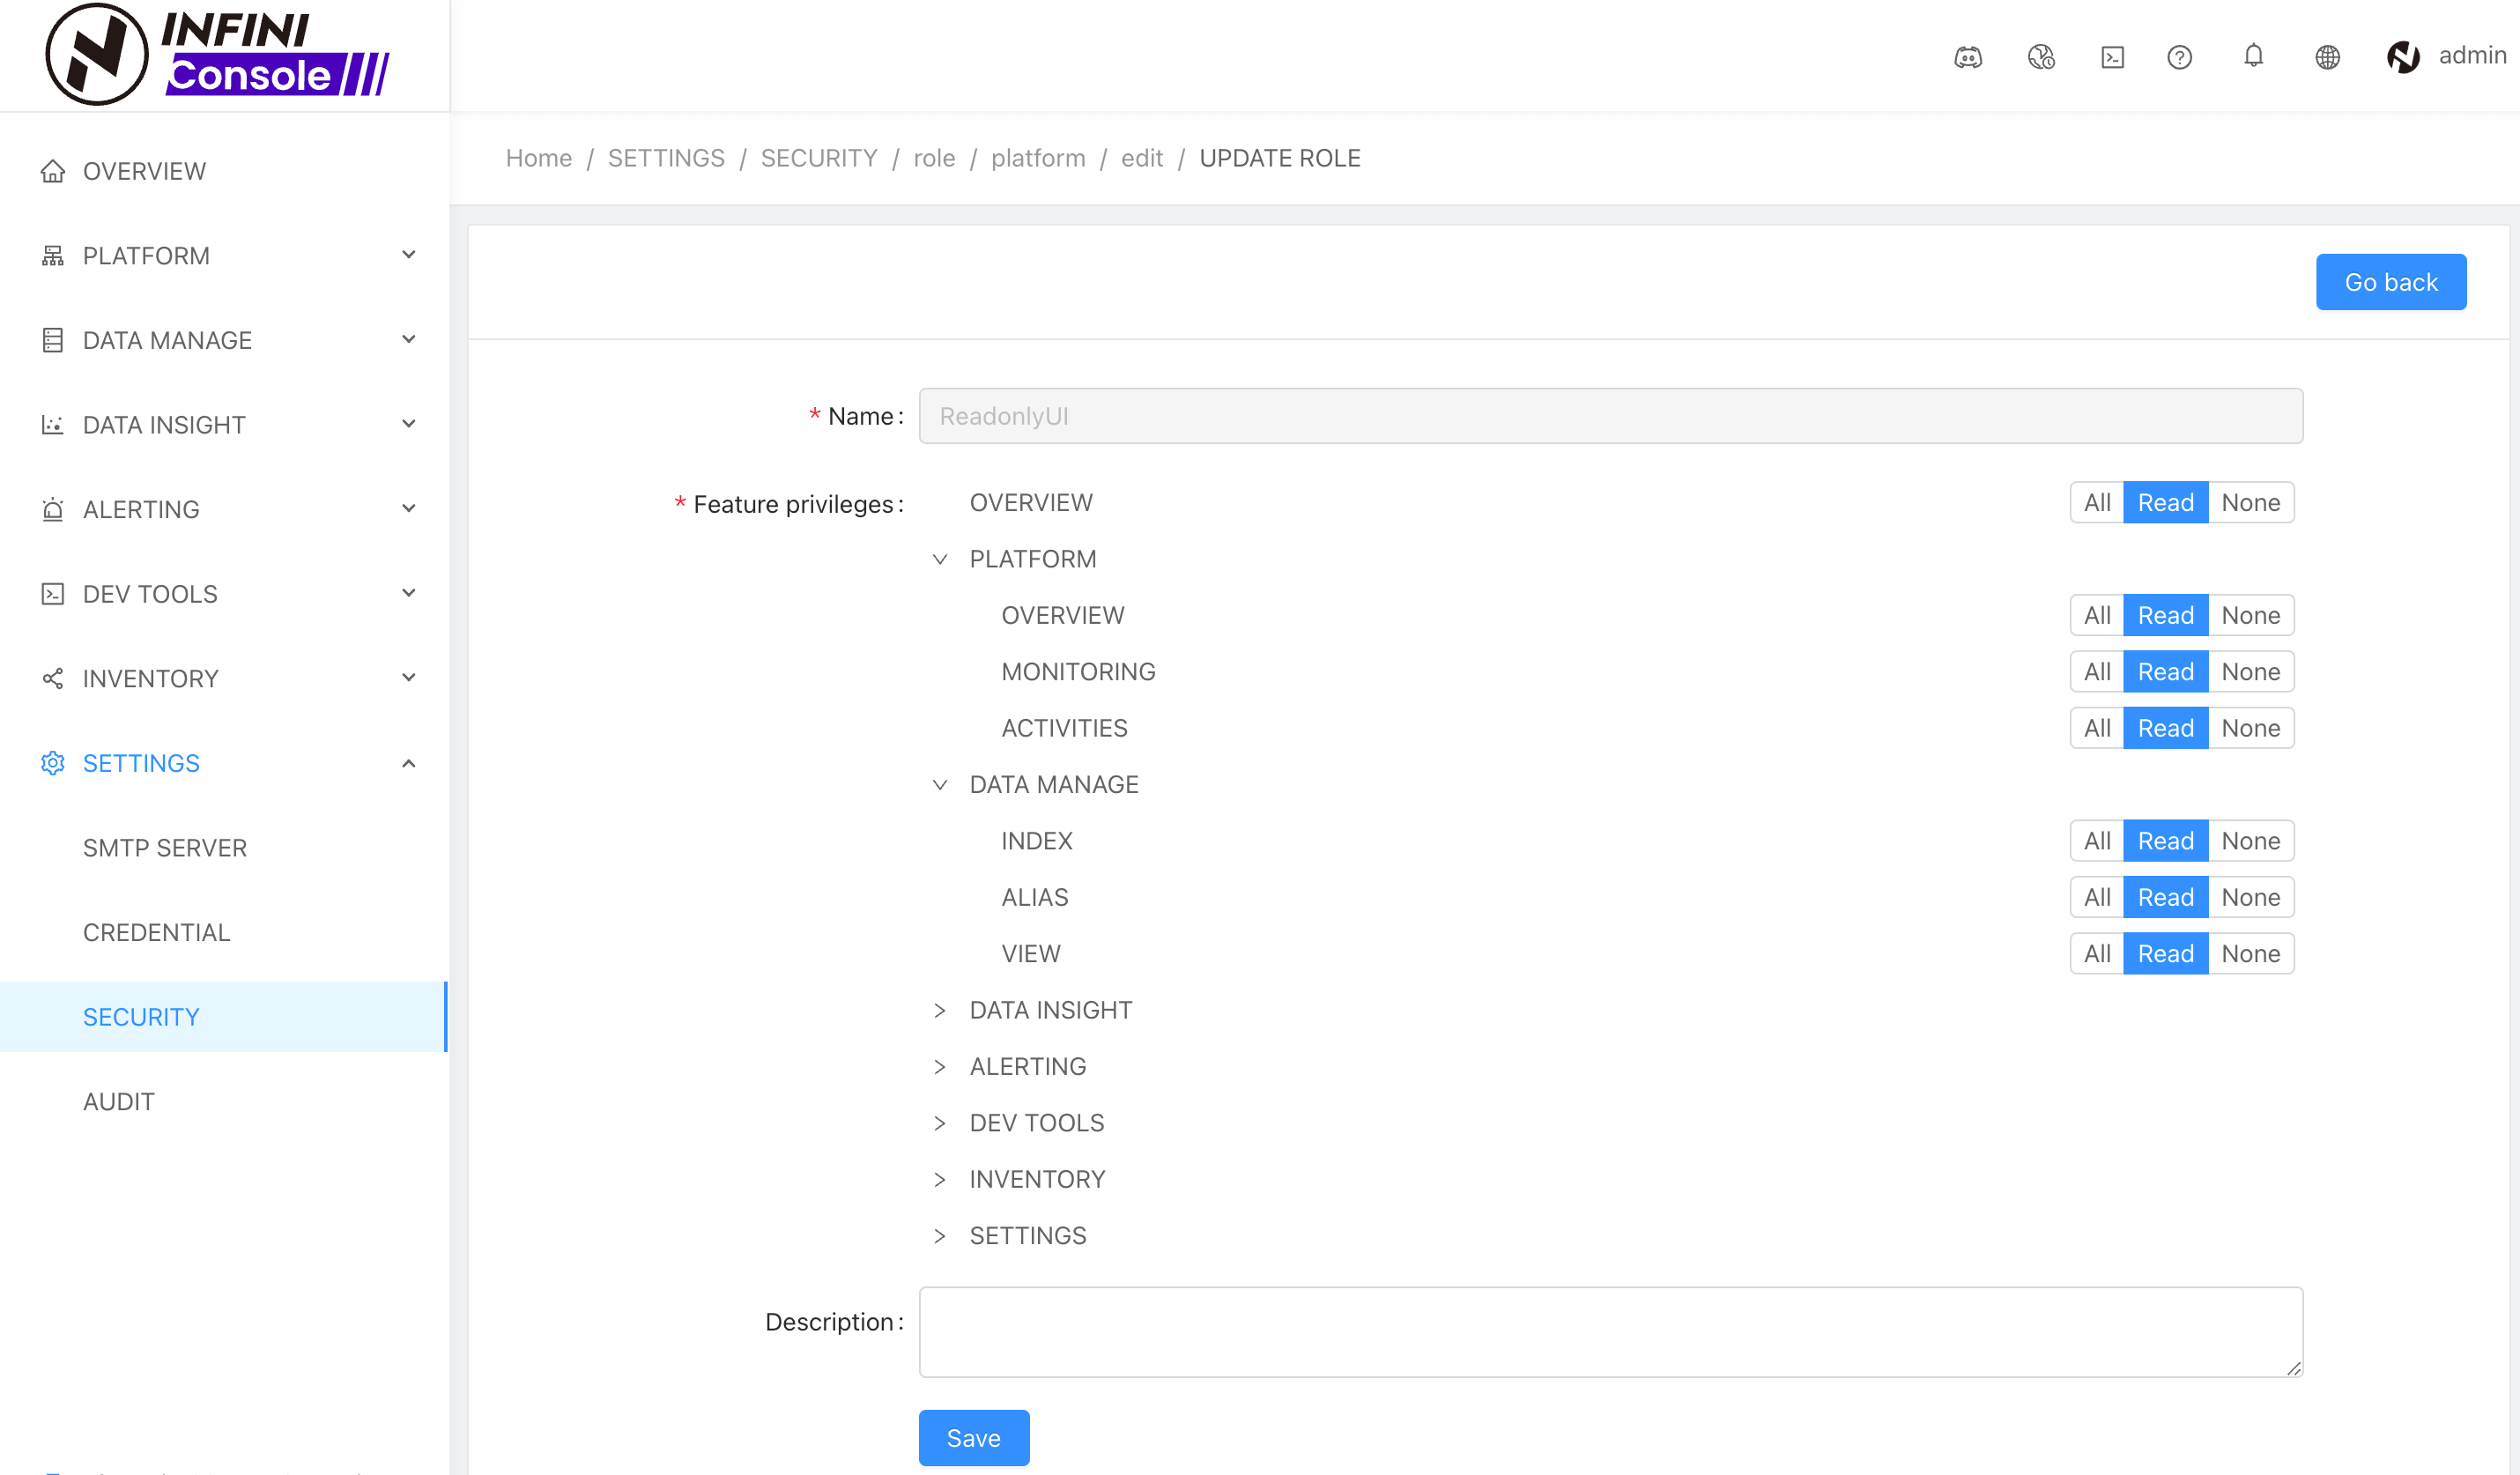 INFINI
Console
admin
OVERVIEW
PLATFORM
DATA MANAGE
DATA INSIGHT
ALERTING
DEV TOOLS
INVENTORY
SETTINGS
SMTP SERVER
CREDENTIAL
SECURITY
AUDIT
Home / SETTINGS / SECURITY / role / platform / edit / UPDATE ROLE
Go back
* Name: ReadonlyUI
* Feature privileges: OVERVIEW All Read None
PLATFORM
OVERVIEW All Read None
MONITORING All Read None
ACTIVITIES All Read None
DATA MANAGE
INDEX All Read None
ALIAS All Read None
VIEW All Read None
DATA INSIGHT
ALERTING
DEV TOOLS
INVENTORY
SETTINGS
Description:
Save